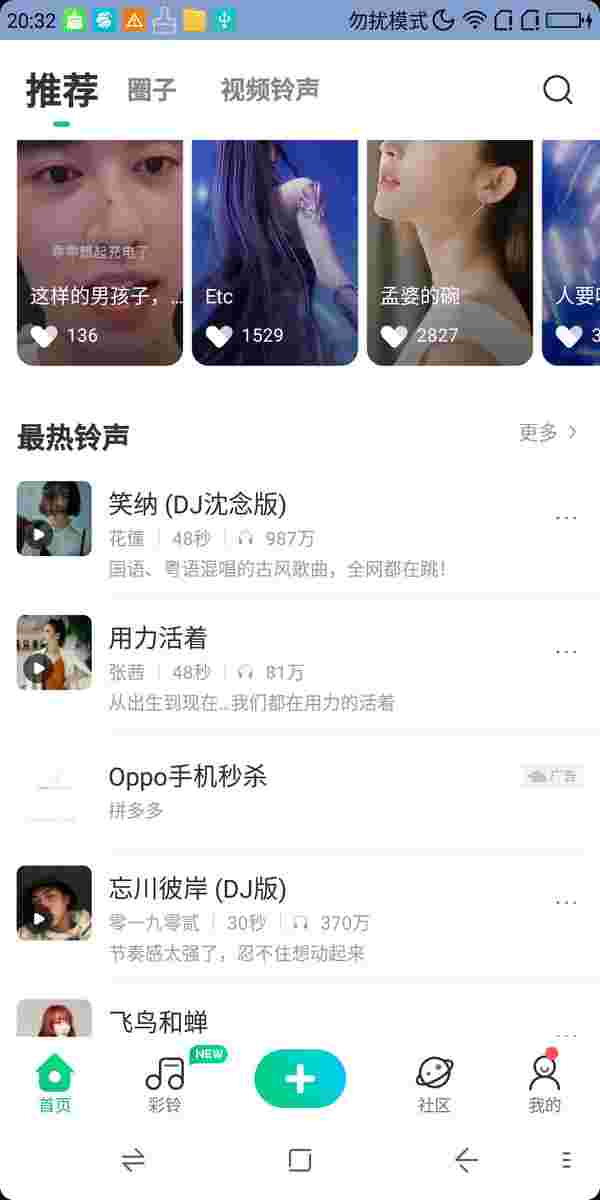 20:32
勿扰模式
推荐 圈子 视频铃声
乖乖想起充电了
这样的男孩子，...
136
Etc
1529
孟婆的碗
2827
人要
3
最热铃声
更多
笑纳 (DJ沈念版)
花僮 48秒 987万
国语、粤语混唱的古风歌曲，全网都在跳！
用力活着
张茜 48秒 81万
从出生到现在...我们都在用力的活着
Oppo手机秒杀
广告
拼多多
忘川彼岸 (DJ版)
零一九零贰 30秒 370万
节奏感太强了，忍不住想动起来
飞鸟和蝉
NEW
首页 彩铃 社区 我的